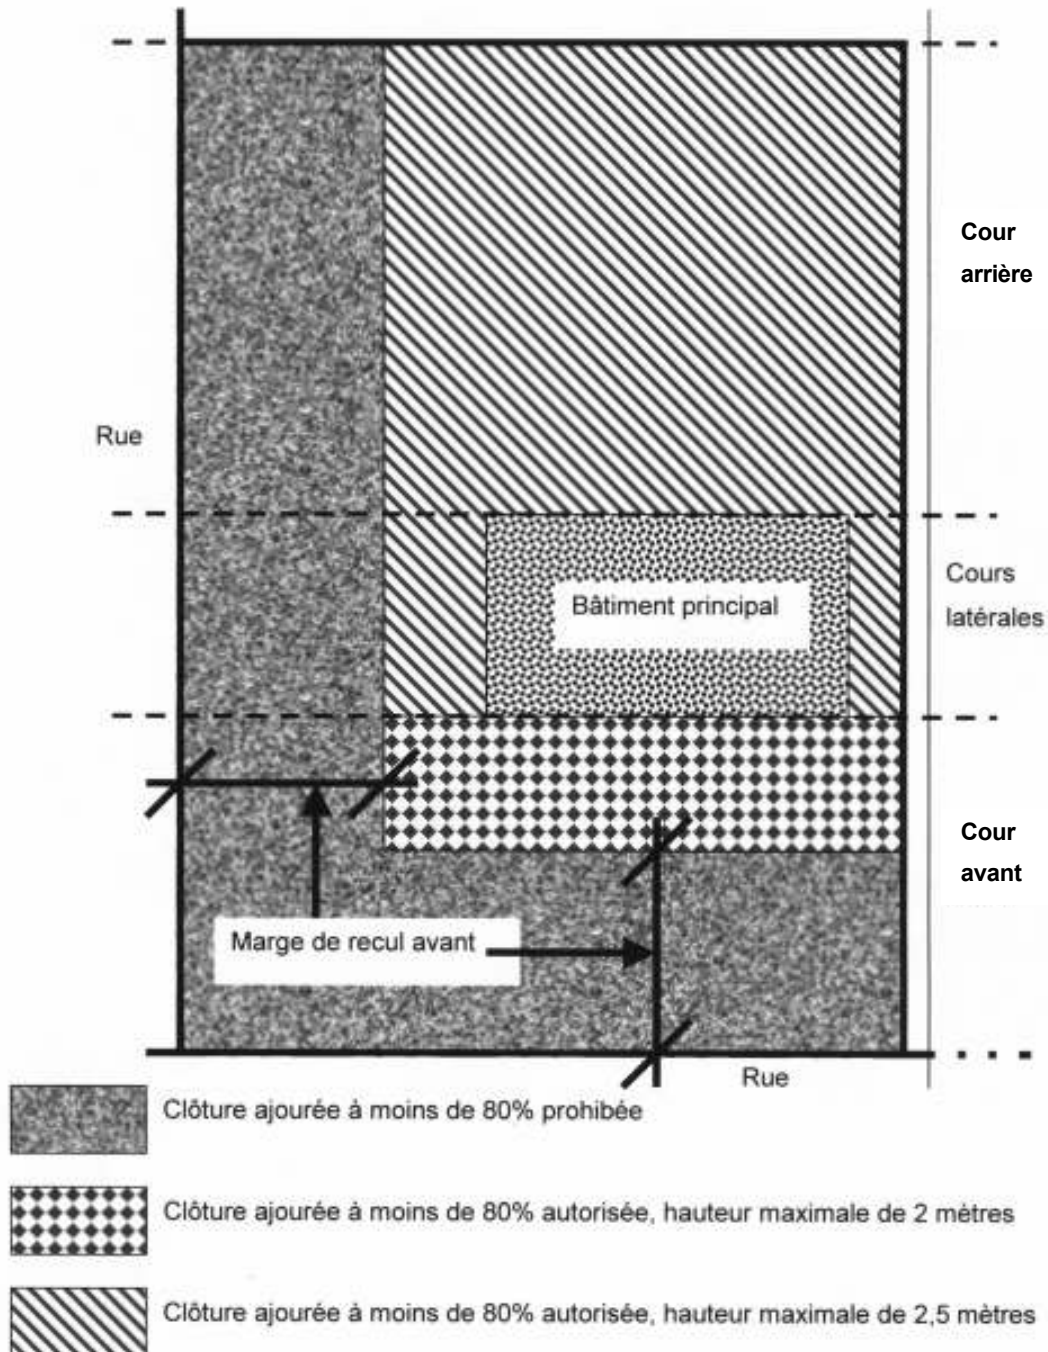 Cour
arrière
Rue
Bâtiment principal
Cours
latérales
Cour
avant
Marge de recul avant
Rue
Clôture ajourée à moins de 80% prohibée
Clôture ajourée à moins de 80% autorisée, hauteur maximale de 2 mètres
Clôture ajourée à moins de 80% autorisée, hauteur maximale de 2,5 mètres